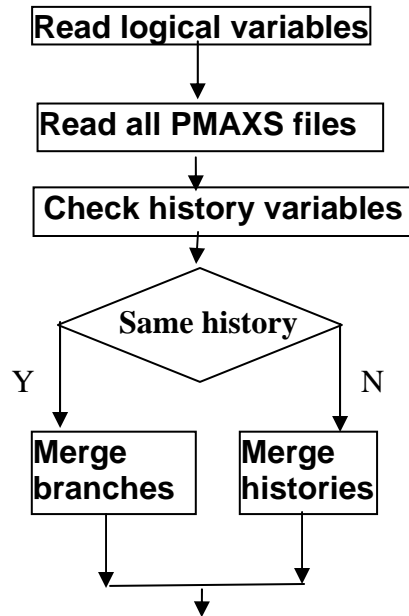 Read logical variables
Read all PMAXS files
Check history variables
Same history
Y
N
Merge
branches
Merge
histories